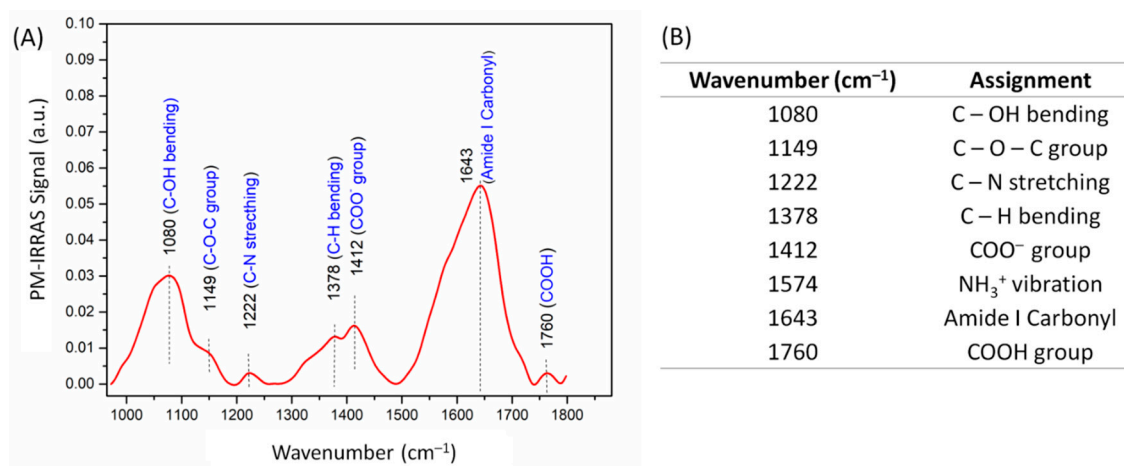 (A)
0.10
0.09
0.08
0.07
0.06
0.05
0.04
0.03
0.02
0.01
0.00
PM-IRRAS Signal (a.u.)
1080 (C-OH bending)
1149 (C-O-C group)
1222 (C-N strecthing)
1378 (C-H bending)
1412 (COO⁻ group)
1643
(Amide I Carbonyl)
1760 (COOH)
1000 1100 1200 1300 1400 1500 1600 1700 1800
Wavenumber (cm⁻¹)
(B)
Wavenumber (cm⁻¹) Assignment
1080 C – OH bending
1149 C – O – C group
1222 C – N stretching
1378 C – H bending
1412 COO⁻ group
1574 NH₃⁺ vibration
1643 Amide I Carbonyl
1760 COOH group